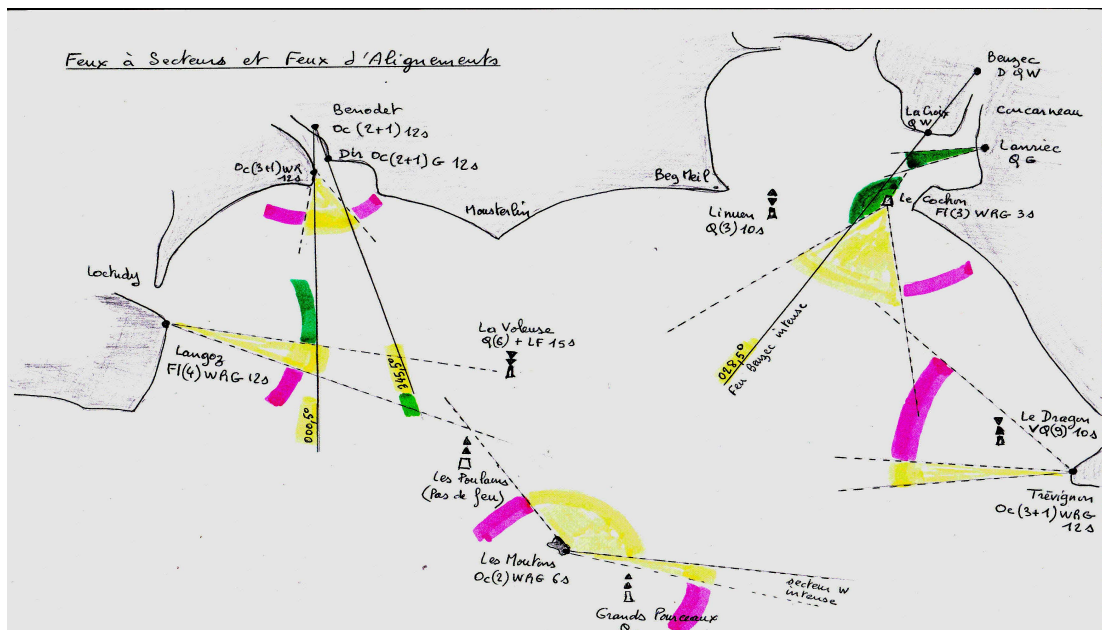 Feux à Secteurs et Feux d'Alignements
Beuzec
D QW
Concarneau
La Croix
QW
Lanriec
QG
Benodet
Oc (2+1) 12s
Dir Oc(2+1) G 12s
Oc(3+1)WR
12s
Beg Meil
Linuen
Q(3) 10s
Le Cochon
Fl(3) WRG 3s
Mousterlin
Loctudy
Langoz
Fl(4) WRG 12s
La Voleuse
Q(6) + LF 15s
028,5°
Feu Beuzec intense
345,5°
000,5°
Les Poulains
(Pas de feu)
Le Dragon
VQ(9) 10s
Trévignon
Oc(3+1) WRG
12s
Les Moutons
Oc(2) WRG 6s
secteur W
intense
Grands Pourceaux
Q